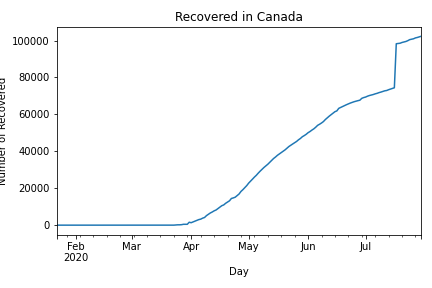 Recovered in Canada
Number of Recovered
100000
80000
60000
40000
20000
0
Feb
2020
Mar
Apr
May
Jun
Jul
Day